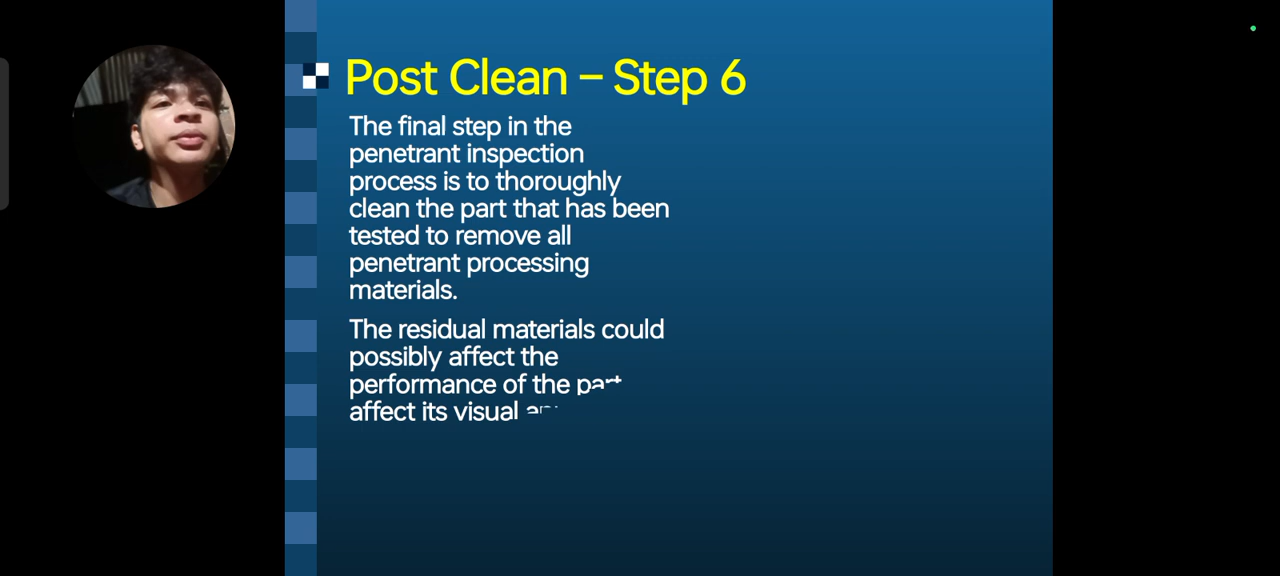 Post Clean – Step 6
The final step in the
penetrant inspection
process is to thoroughly
clean the part that has been
tested to remove all
penetrant processing
materials.
The residual materials could
possibly affect the
performance of the part
affect its visual